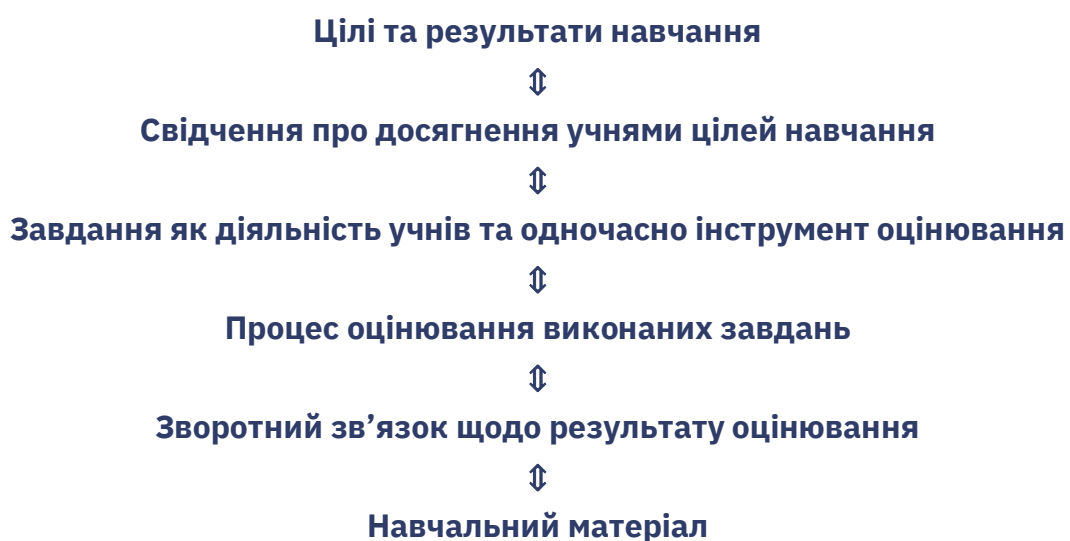 Цілі та результати навчання
⇕
Свідчення про досягнення учнями цілей навчання
⇕
Завдання як діяльність учнів та одночасно інструмент оцінювання
⇕
Процес оцінювання виконаних завдань
⇕
Зворотний зв’язок щодо результату оцінювання
⇕
Навчальний матеріал